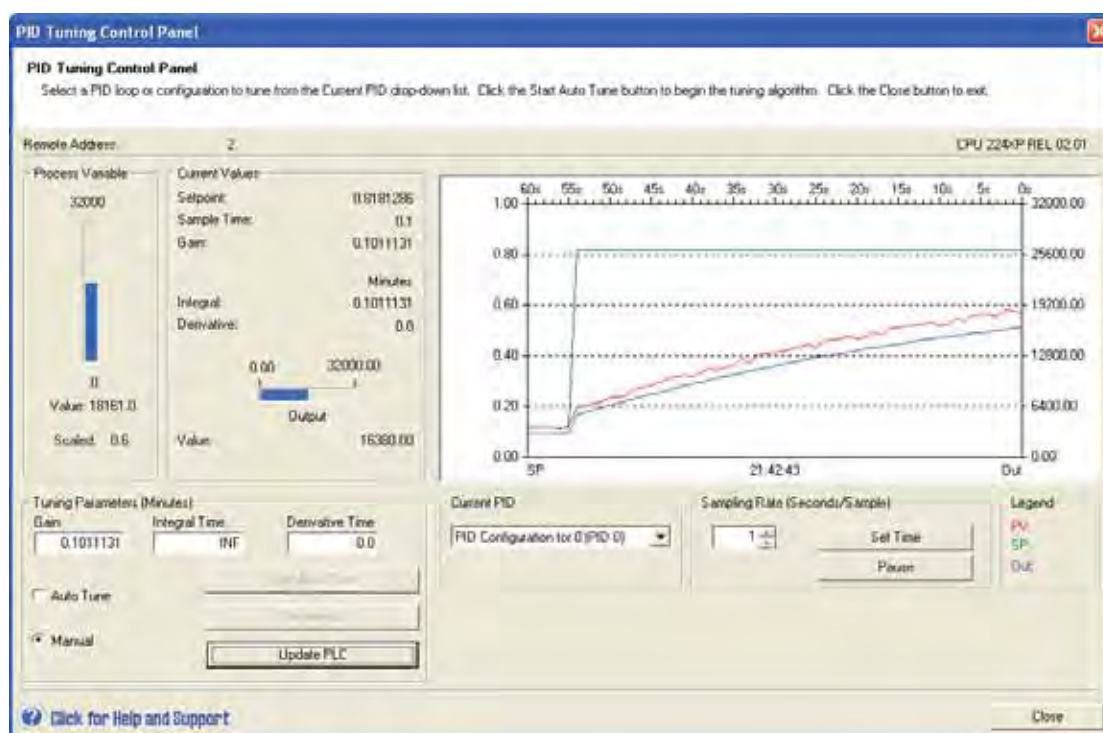 PID Tuning Control Panel
PID Tuning Control Panel
Select a PID loop or configuration to tune from the Current PID drop-down list. Click the Start Auto Tune button to begin the tuning algorithm. Click the Close button to exit.
Remote Address: 2 CPU 224XP REL 02.01
Process Variable
32000
0
Value: 18161.0
Scaled: 0.6
Current Values
Setpoint: 0.8181286
Sample Time: 0.1
Gain: 0.1011131
Minutes
Integral: 0.1011131
Derivative: 0.0
0.00 32000.00
Output
Value: 16380.00
60s 55s 50s 45s 40s 35s 30s 25s 20s 15s 10s 5s 0s
1.00 32000.00
0.80 25600.00
0.60 19200.00
0.40 12800.00
0.20 6400.00
0.00 0.00
SP 21:42:43 Out
Tuning Parameters (Minutes)
Gain Integral Time Derivative Time
0.1011131 INF 0.0
Auto Tune
Manual
Update PLC
Current PID
PID Configuration for 0 (PID 0)
Sampling Rate (Seconds/Sample)
1 Set Time
Pause
Legend
PV:
SP:
Out:
Click for Help and Support
Close